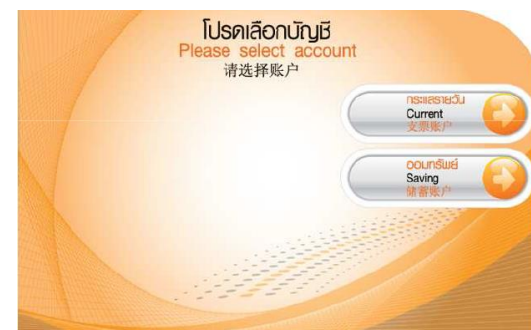 โปรดเลือกบัญชี
Please select account
请选择账户
กระแสรายวัน
Current
支票账户
ออมทรัพย์
Saving
储蓄账户